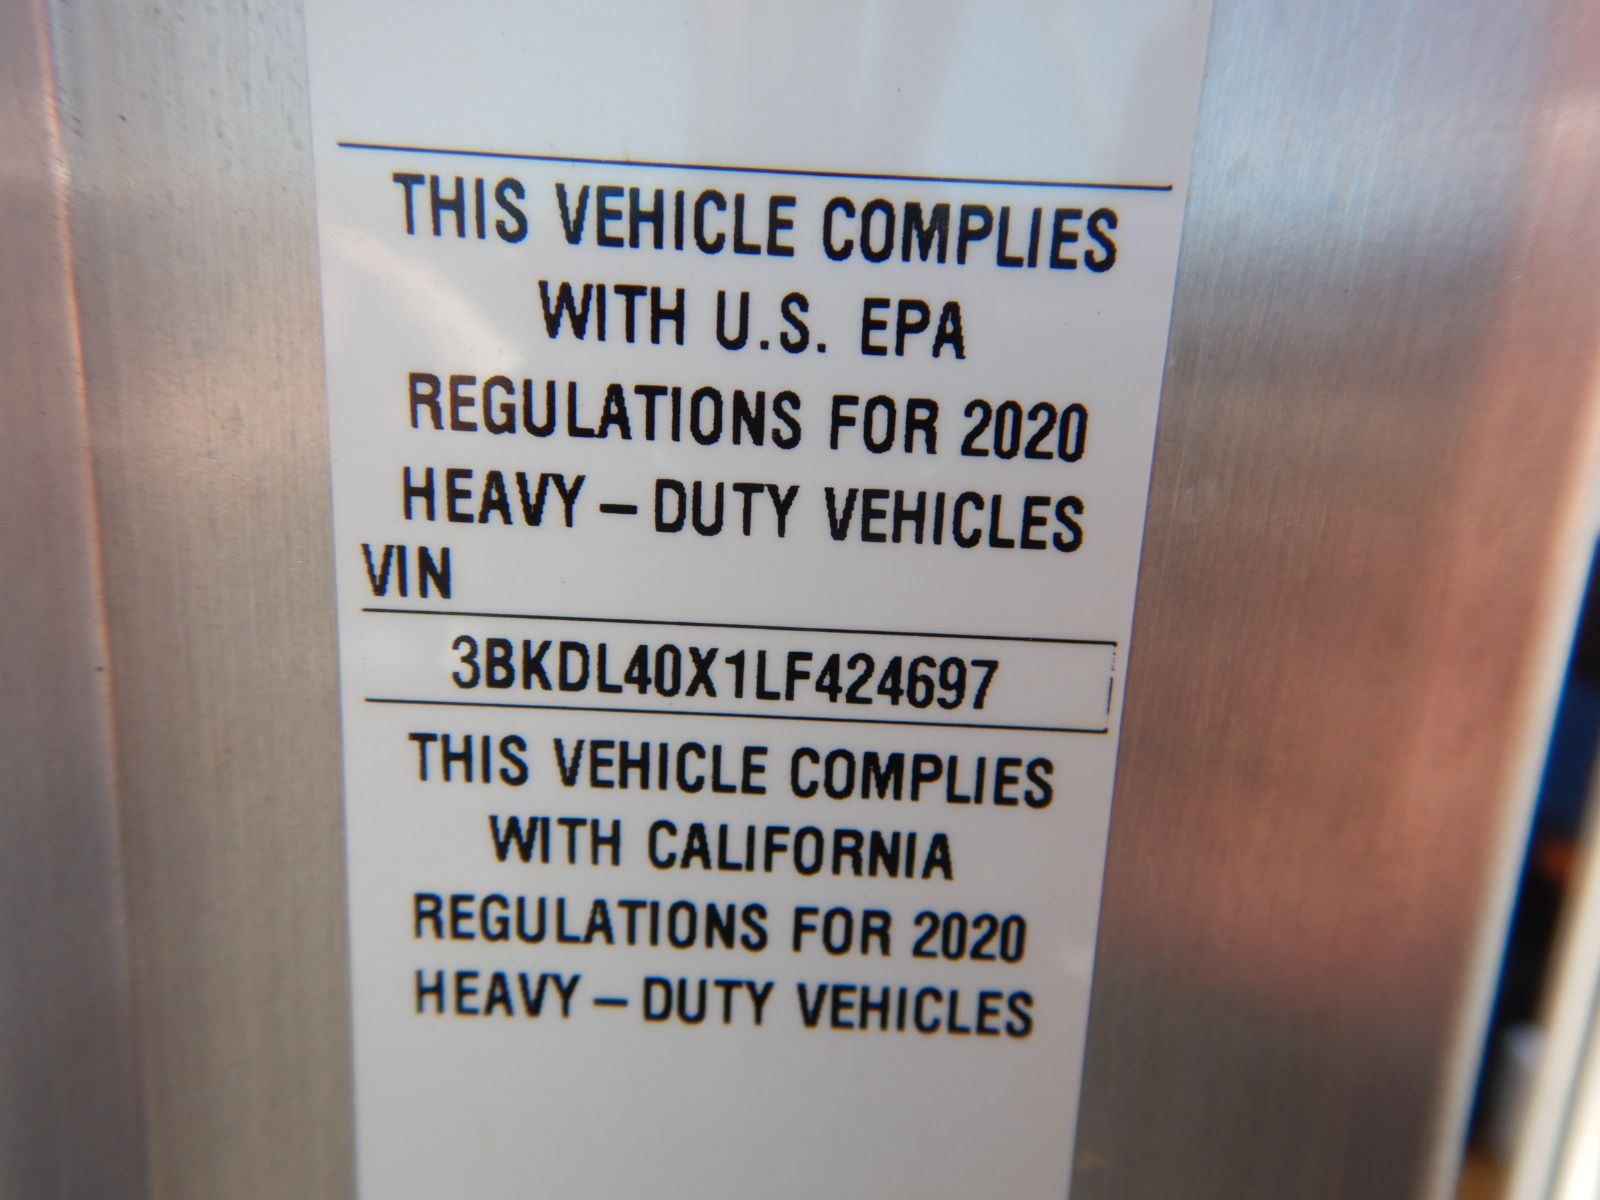 THIS VEHICLE COMPLIES
WITH U.S. EPA
REGULATIONS FOR 2020
HEAVY-DUTY VEHICLES
VIN
3BKDL40X1LF424697
THIS VEHICLE COMPLIES
WITH CALIFORNIA
REGULATIONS FOR 2020
HEAVY-DUTY VEHICLES